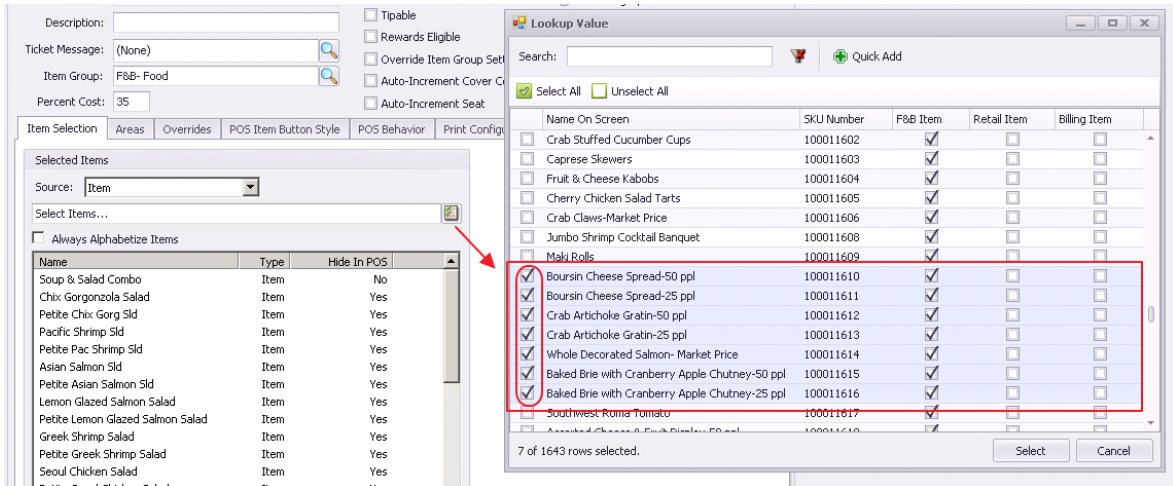 Description:
Ticket Message: (None)
Item Group: F&B- Food
Percent Cost: 35
Tipable
Rewards Eligible
Override Item Group Set
Auto-Increment Cover C
Auto-Increment Seat
Item Selection Areas Overrides POS Item Button Style POS Behavior Print Configu
Selected Items
Source: Item
Select Items...
Always Alphabetize Items
Name Type Hide In POS
Soup & Salad Combo Item No
Chix Gorgonzola Salad Item Yes
Petite Chix Gorg Sld Item Yes
Pacific Shrimp Sld Item Yes
Petite Pac Shrimp Sld Item Yes
Asian Salmon Sld Item Yes
Petite Asian Salmon Sld Item Yes
Lemon Glazed Salmon Salad Item Yes
Petite Lemon Glazed Salmon Salad Item Yes
Greek Shrimp Salad Item Yes
Petite Greek Shrimp Salad Item Yes
Seoul Chicken Salad Item Yes
Lookup Value
Search: Quick Add
Select All Unselect All
Name On Screen SKU Number F&B Item Retail Item Billing Item
Crab Stuffed Cucumber Cups 100011602
Caprese Skewers 100011603
Fruit & Cheese Kabobs 100011604
Cherry Chicken Salad Tarts 100011605
Crab Claws-Market Price 100011606
Jumbo Shrimp Cocktail Banquet 100011608
Maki Rolls 100011609
Boursin Cheese Spread-50 ppl 100011610
Boursin Cheese Spread-25 ppl 100011611
Crab Artichoke Gratin-50 ppl 100011612
Crab Artichoke Gratin-25 ppl 100011613
Whole Decorated Salmon- Market Price 100011614
Baked Brie with Cranberry Apple Chutney-50 ppl 100011615
Baked Brie with Cranberry Apple Chutney-25 ppl 100011616
Southwest Roma Tomato 100011617
7 of 1643 rows selected.
Select Cancel